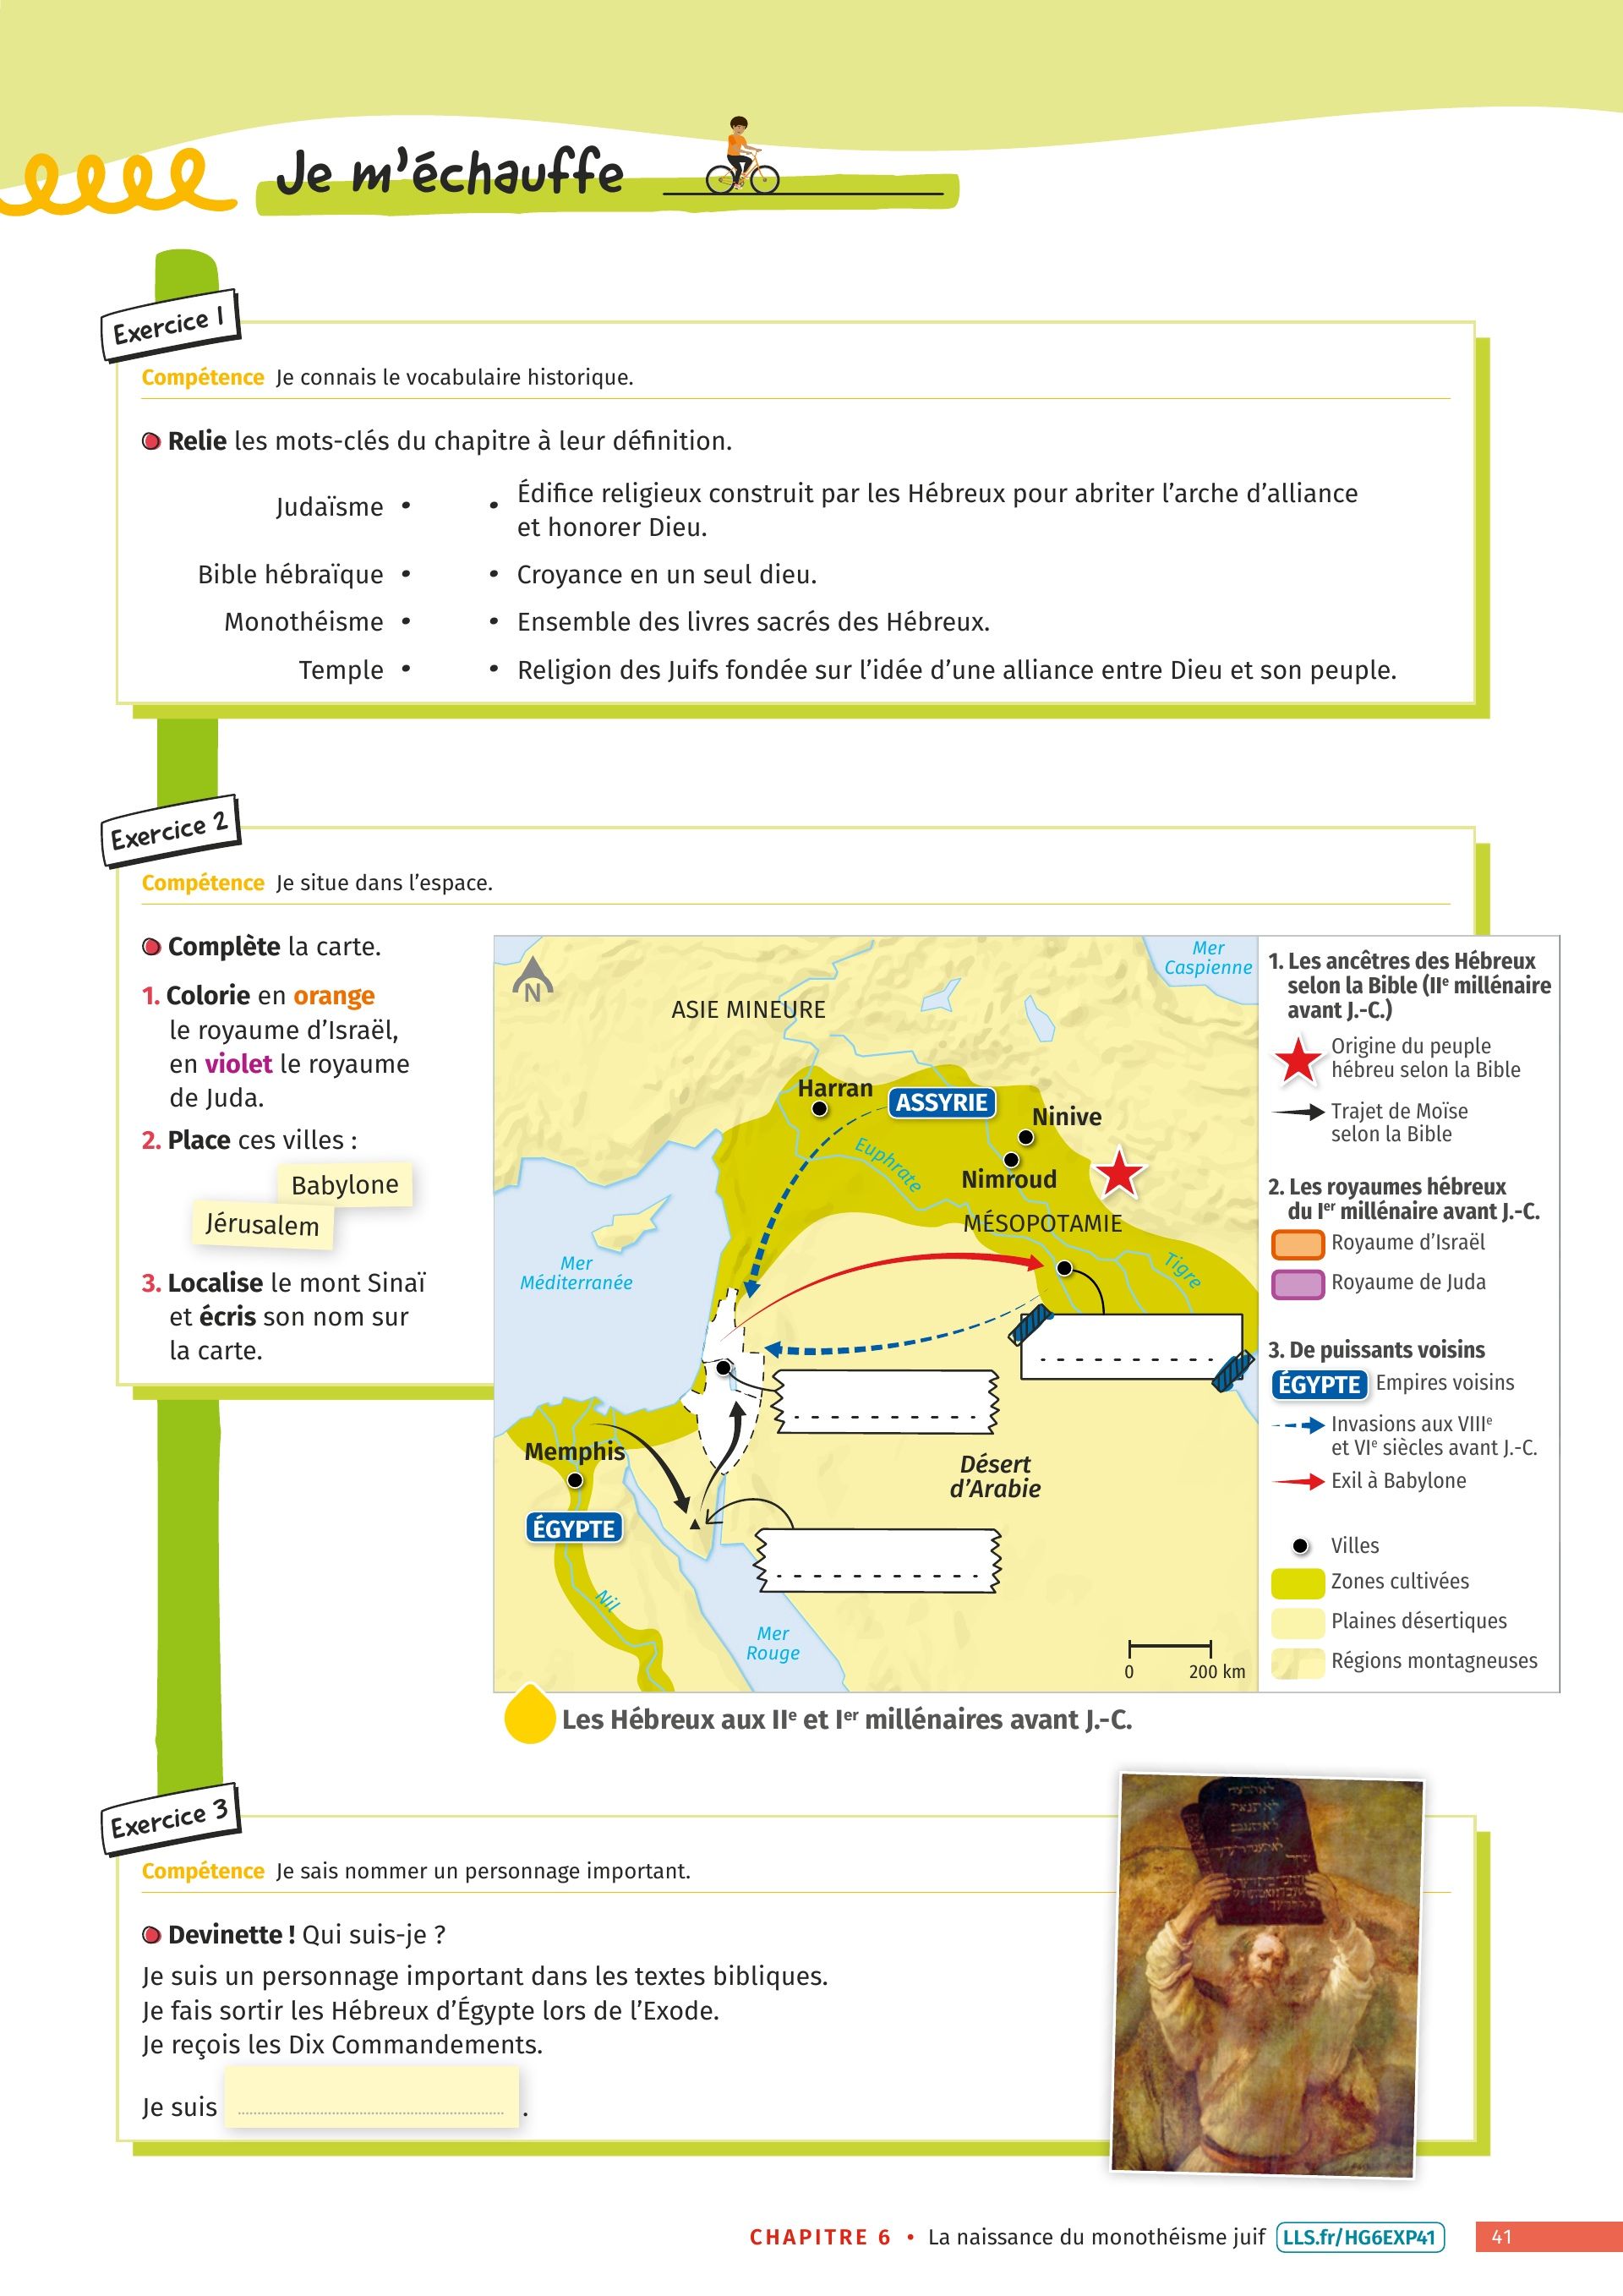 Je m'échauffe
Exercice 1
Compétence Je connais le vocabulaire historique.
Relie les mots-clés du chapitre à leur définition.
Judaïsme •
• Édifice religieux construit par les Hébreux pour abriter l'arche d'alliance
et honorer Dieu.
Bible hébraïque •
• Croyance en un seul dieu.
Monothéisme •
• Ensemble des livres sacrés des Hébreux.
Temple •
• Religion des Juifs fondée sur l'idée d'une alliance entre Dieu et son peuple.
Exercice 2
Compétence Je situe dans l'espace.
Complète la carte.
1. Colorie en orange
le royaume d'Israël,
en violet le royaume
de Juda.
2. Place ces villes :
Babylone
Jérusalem
3. Localise le mont Sinaï
et écris son nom sur
la carte.
N
Mer
Caspienne
ASIE MINEURE
Harran
ASSYRIE
Ninive
Euphrate
Nimroud
MÉSOPOTAMIE
Tigre
Mer
Méditerranée
Memphis
Désert
d'Arabie
ÉGYPTE
Nil
Mer
Rouge
0 200 km
1. Les ancêtres des Hébreux
selon la Bible (IIe millénaire
avant J.-C.)
Origine du peuple
hébreu selon la Bible
Trajet de Moïse
selon la Bible
2. Les royaumes hébreux
du Ier millénaire avant J.-C.
Royaume d'Israël
Royaume de Juda
3. De puissants voisins
ÉGYPTE Empires voisins
Invasions aux VIIIe
et VIe siècles avant J.-C.
Exil à Babylone
Villes
Zones cultivées
Plaines désertiques
Régions montagneuses
Les Hébreux aux IIe et Ier millénaires avant J.-C.
Exercice 3
Compétence Je sais nommer un personnage important.
Devinette ! Qui suis-je ?
Je suis un personnage important dans les textes bibliques.
Je fais sortir les Hébreux d'Égypte lors de l'Exode.
Je reçois les Dix Commandements.
Je suis .
CHAPITRE 6 • La naissance du monothéisme juif LLS.fr/HG6EXP41 41